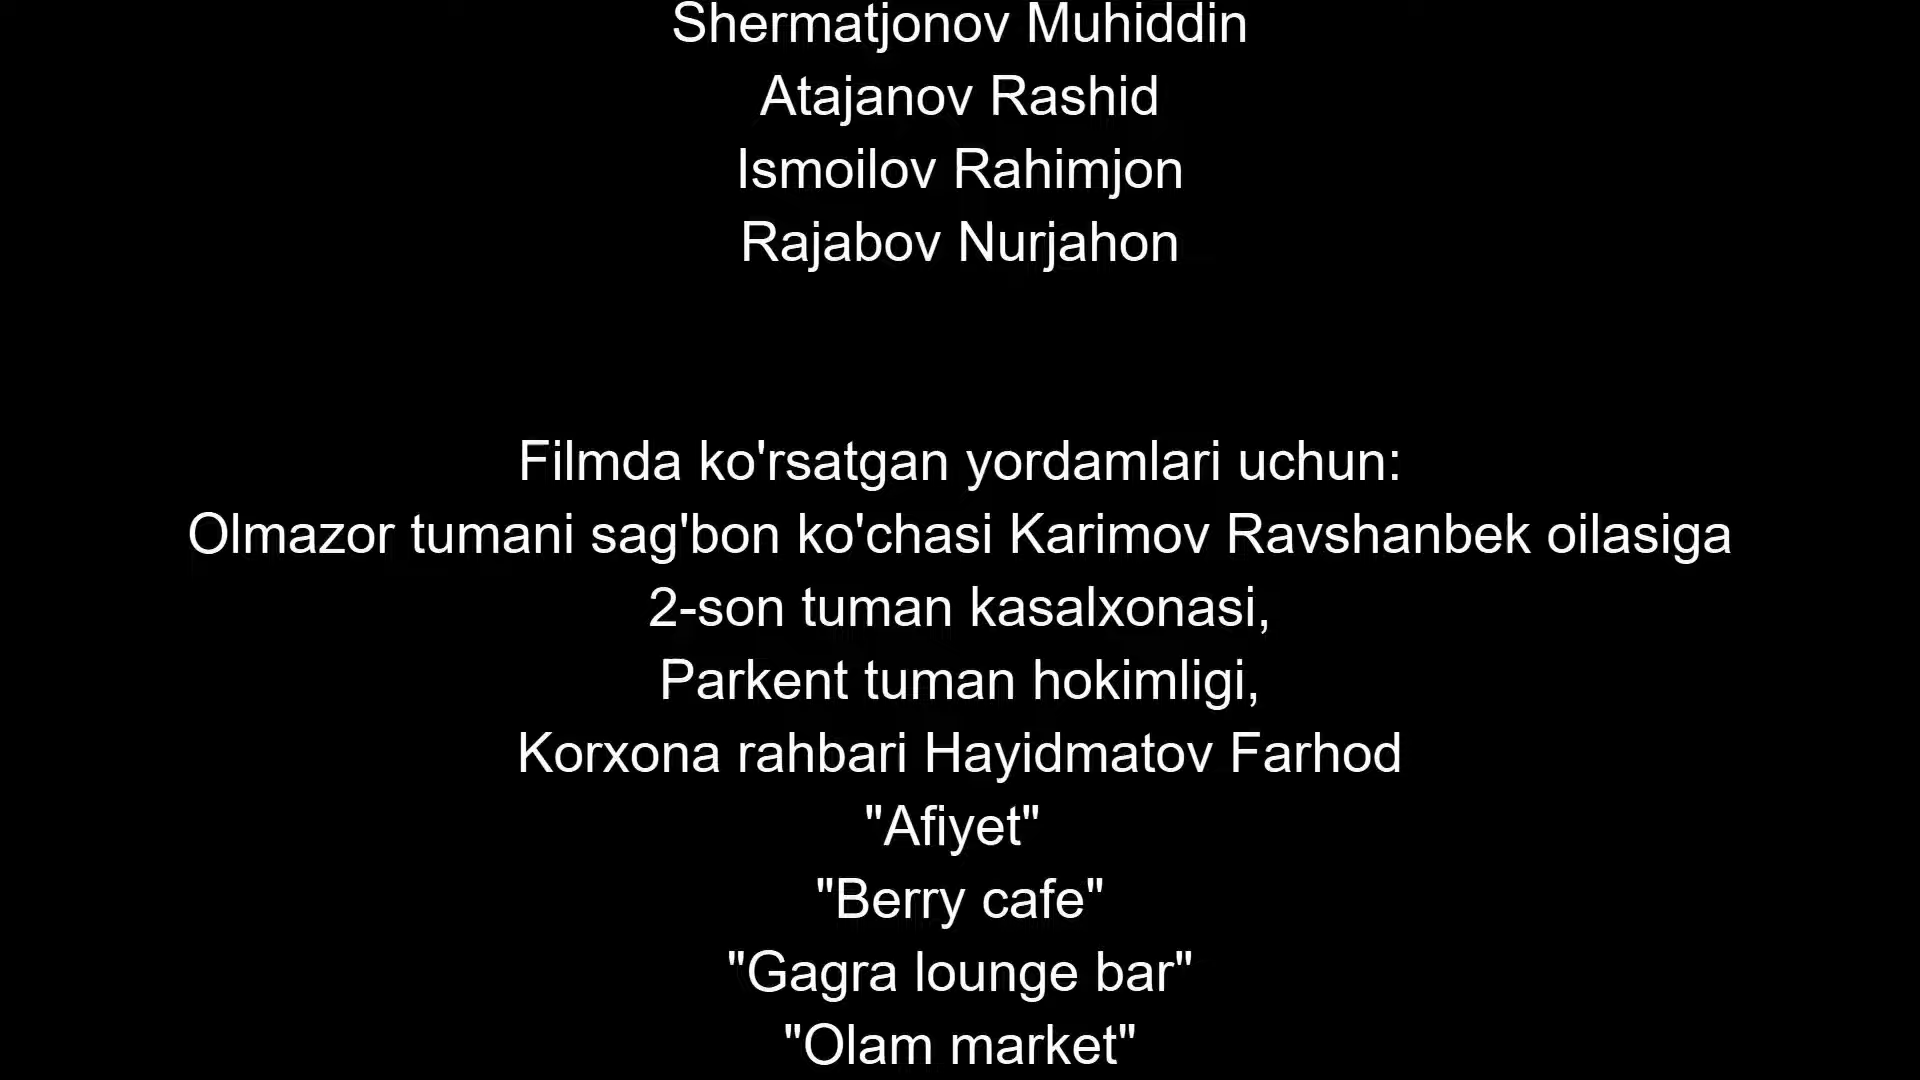 Shermatjonov Muhiddin
Atajanov Rashid
Ismoilov Rahimjon
Rajabov Nurjahon
Filmda ko'rsatgan yordamlari uchun:
Olmazor tumani sag'bon ko'chasi Karimov Ravshanbek oilasiga
2-son tuman kasalxonasi,
Parkent tuman hokimligi,
Korxona rahbari Hayidmatov Farhod
"Afiyet"
"Berry cafe"
"Gagra lounge bar"
"Olam market"